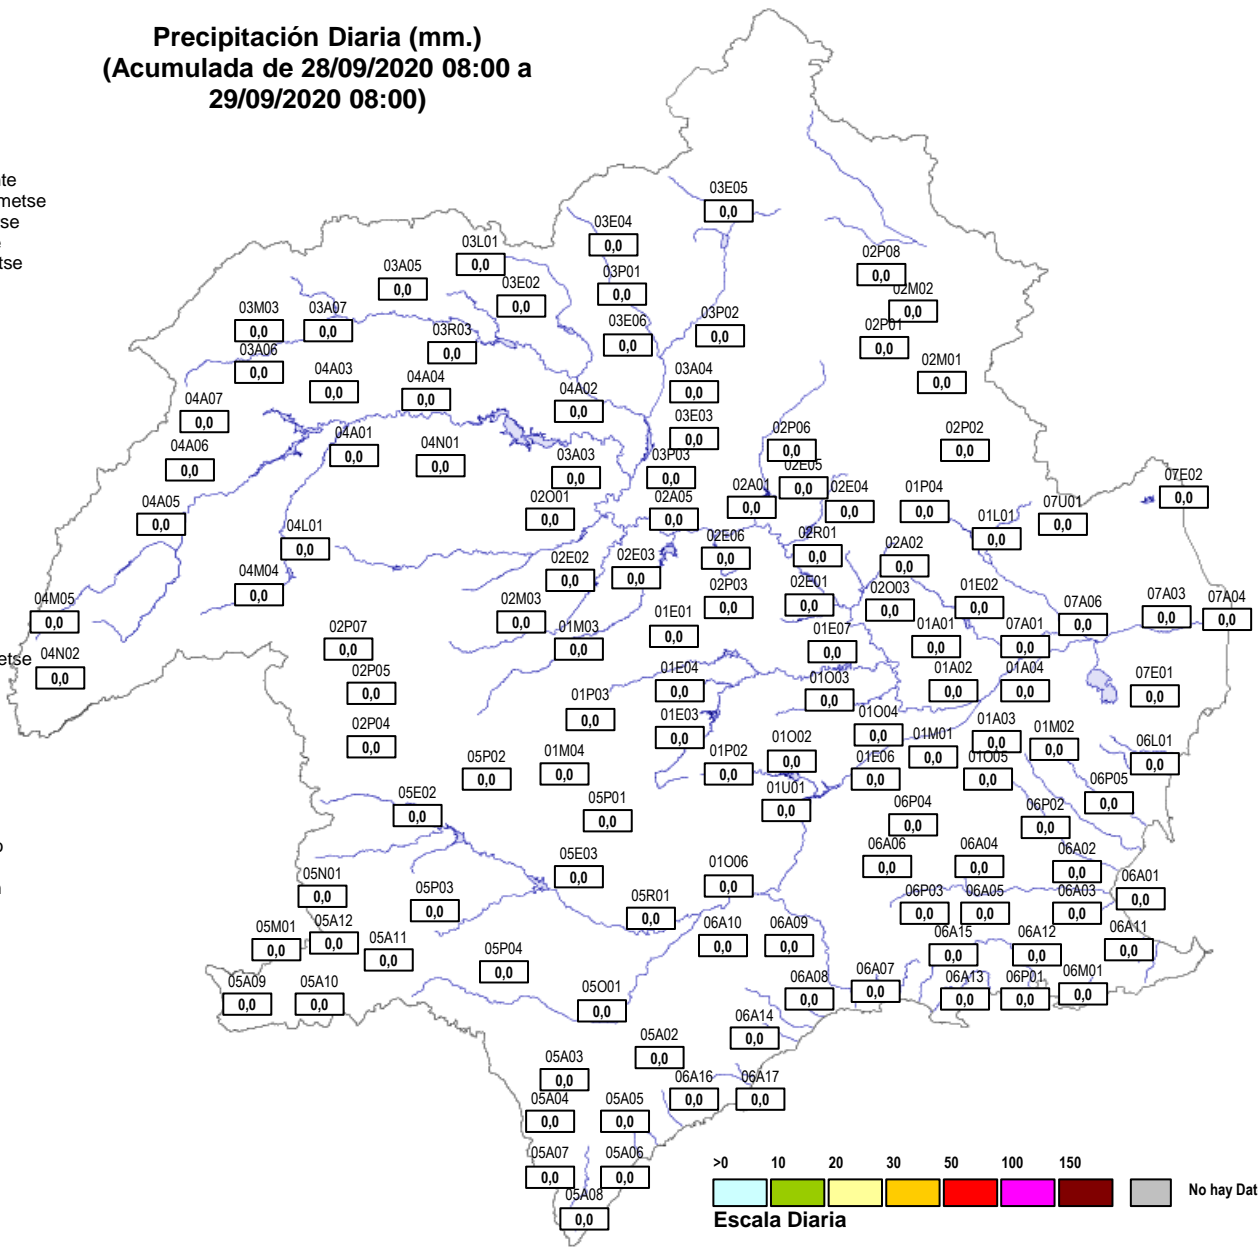 Precipitación Diaria (mm.)
(Acumulada de 28/09/2020 08:00 a
29/09/2020 08:00)
te
metse
se
e
tse
etse
o
n
03E05
0,0
03E04
0,0
03L01
0,0
02P08
0,0
03A05
0,0
03P01
0,0
03E02
0,0
02M02
0,0
03M03
0,0
03A07
0,0
03P02
0,0
03E06
0,0
03R03
0,0
02P01
0,0
03A06
0,0
02M01
0,0
04A03
0,0
04A04
0,0
03A04
0,0
04A02
0,0
04A07
0,0
03E03
0,0
02P06
0,0
02P02
0,0
04A01
0,0
04A06
0,0
04N01
0,0
03A03
0,0
03P03
0,0
02E05
0,0
07E02
0,0
02A01
0,0
02E04
0,0
01P04
0,0
04A05
0,0
02O01
0,0
02A05
0,0
07U01
0,0
01L01
0,0
04L01
0,0
02E06
0,0
02R01
0,0
02A02
0,0
02E02
0,0
02E03
0,0
04M04
0,0
02P03
0,0
02E01
0,0
02O03
0,0
01E02
0,0
04M05
0,0
02M03
0,0
07A06
0,0
07A03
0,0
07A04
0,0
01E01
0,0
02P07
0,0
01M03
0,0
01E07
0,0
01A01
0,0
07A01
0,0
04N02
0,0
02P05
0,0
01E04
0,0
01O03
0,0
01A02
0,0
01A04
0,0
07E01
0,0
01P03
0,0
02P04
0,0
01E03
0,0
01O04
0,0
01A03
0,0
01M02
0,0
05P02
0,0
01M04
0,0
01P02
0,0
01O02
0,0
01M01
0,0
01E06
0,0
01O05
0,0
06L01
0,0
05E02
0,0
05P01
0,0
01U01
0,0
06P04
0,0
06P02
0,0
06P05
0,0
05E03
0,0
01O06
0,0
06A06
0,0
06A04
0,0
06A02
0,0
05N01
0,0
05P03
0,0
05R01
0,0
06P03
0,0
06A05
0,0
06A03
0,0
06A01
0,0
05M01
0,0
05A12
0,0
05A11
0,0
06A10
0,0
06A09
0,0
06A15
0,0
06A12
0,0
06A11
0,0
05P04
0,0
05A09
0,0
05A10
0,0
05O01
0,0
06A08
0,0
06A07
0,0
06A13
0,0
06P01
0,0
06M01
0,0
06A14
0,0
05A02
0,0
05A03
0,0
06A16
0,0
06A17
0,0
05A04
0,0
05A05
0,0
05A07
0,0
05A06
0,0
05A08
0,0
>0 10 20 30 50 100 150
No hay Dat
Escala Diaria